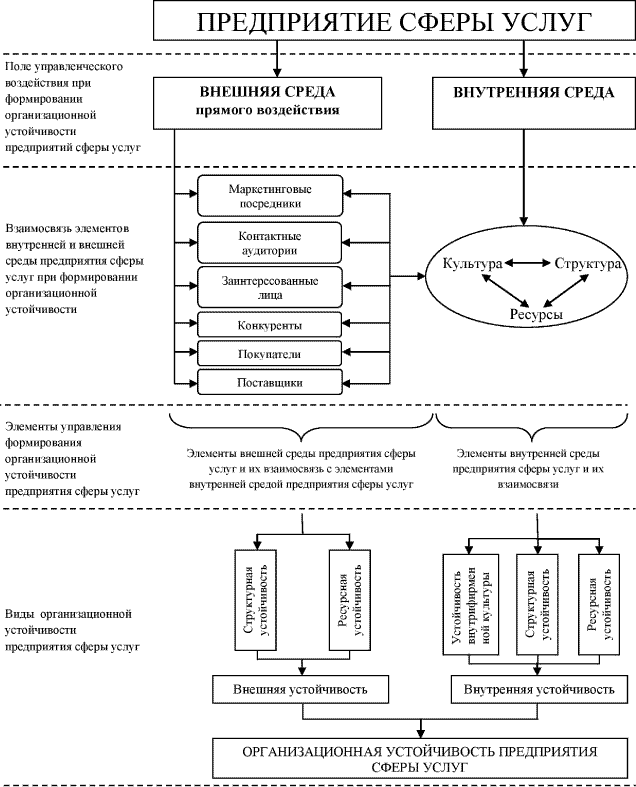 ПРЕДПРИЯТИЕ СФЕРЫ УСЛУГ
Поле управленческого
воздействия при
формировании
организационной
устойчивости
предприятий сферы услуг
ВНЕШНЯЯ СРЕДА
прямого воздействия
ВНУТРЕННЯЯ СРЕДА
Взаимосвязь элементов
внутренней и внешней
среды предприятия сферы
услуг при формировании
организационной
устойчивости
Маркетинговые
посредники
Контактные
аудитории
Заинтересованные
лица
Конкуренты
Покупатели
Поставщики
Культура
Структура
Ресурсы
Элементы управления
формирования
организационной
устойчивости
предприятия сферы услуг
Элементы внешней среды предприятия сферы
услуг и их взаимосвязь с элементами
внутренней средой предприятия сферы услуг
Элементы внутренней среды
предприятия сферы услуг и их
взаимосвязи
Виды организационной
устойчивости
предприятия сферы услуг
Структурная
устойчивость
Ресурсная
устойчивость
Устойчивость
внутрифирмен
ной культуры
Структурная
устойчивость
Ресурсная
устойчивость
Внешняя устойчивость
Внутренняя устойчивость
ОРГАНИЗАЦИОННАЯ УСТОЙЧИВОСТЬ ПРЕДПРИЯТИЯ
СФЕРЫ УСЛУГ